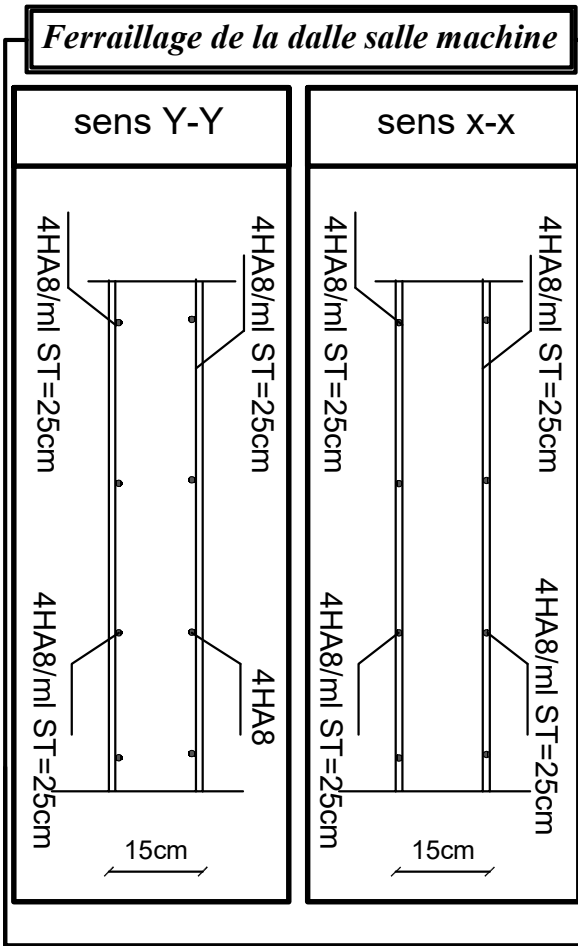 Ferraillage de la dalle salle machine
sens Y-Y
4HA8/ml ST=25cm
4HA8/ml ST=25cm
4HA8/ml ST=25cm
4HA8
15cm
sens x-x
4HA8/ml ST=25cm
4HA8/ml ST=25cm
4HA8/ml ST=25cm
4HA8/ml ST=25cm
15cm